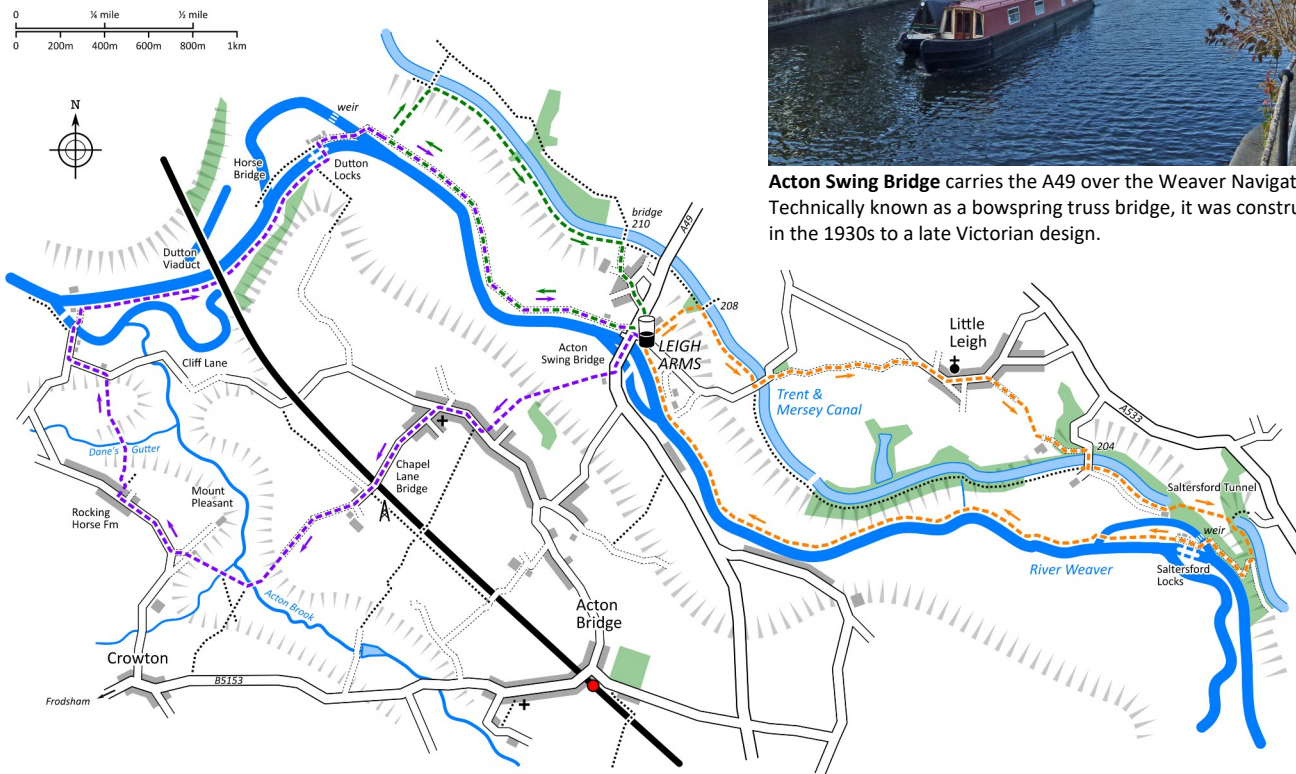 0 ¼ mile ½ mile
0 200m 400m 600m 800m 1km
N
weir
Horse
Bridge
Dutton
Locks
Dutton
Viaduct
bridge
210
A49
Acton Swing Bridge carries the A49 over the Weaver Navigat
Technically known as a bowspring truss bridge, it was constru
in the 1930s to a late Victorian design.
208
Little
Leigh
LEIGH
ARMS
Acton
Swing Bridge
Cliff Lane
Trent &
Mersey Canal
A533
204
Dane's Gutter
Chapel
Lane
Bridge
Mount
Pleasant
Rocking
Horse Fm
Saltersford Tunnel
weir
Saltersford
Locks
River Weaver
Acton Brook
Acton
Bridge
Crowton
B5153
Frodsham